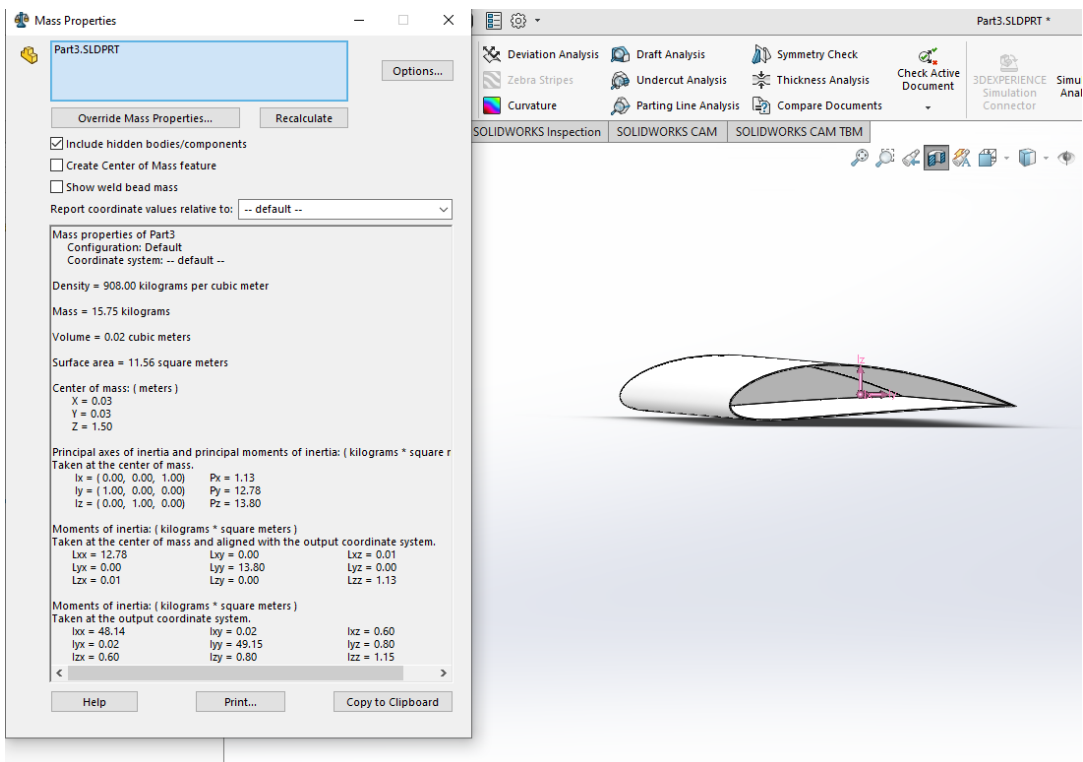 Mass Properties
Part3.SLDPRT
Options...
Override Mass Properties...
Recalculate
Include hidden bodies/components
Create Center of Mass feature
Show weld bead mass
Report coordinate values relative to: -- default --
Mass properties of Part3
Configuration: Default
Coordinate system: -- default --
Density = 908.00 kilograms per cubic meter
Mass = 15.75 kilograms
Volume = 0.02 cubic meters
Surface area = 11.56 square meters
Center of mass: ( meters )
X = 0.03
Y = 0.03
Z = 1.50
Principal axes of inertia and principal moments of inertia: ( kilograms * square r
Taken at the center of mass.
Ix = ( 0.00, 0.00, 1.00) Px = 1.13
Iy = ( 1.00, 0.00, 0.00) Py = 12.78
Iz = ( 0.00, 1.00, 0.00) Pz = 13.80
Moments of inertia: ( kilograms * square meters )
Taken at the center of mass and aligned with the output coordinate system.
Lxx = 12.78 Lxy = 0.00 Lxz = 0.01
Lyx = 0.00 Lyy = 13.80 Lyz = 0.00
Lzx = 0.01 Lzy = 0.00 Lzz = 1.13
Moments of inertia: ( kilograms * square meters )
Taken at the output coordinate system.
Ixx = 48.14 Ixy = 0.02 Ixz = 0.60
Iyx = 0.02 Iyy = 49.15 Iyz = 0.80
Izx = 0.60 Izy = 0.80 Izz = 1.15
Help
Print...
Copy to Clipboard
Part3.SLDPRT *
Deviation Analysis
Draft Analysis
Symmetry Check
Zebra Stripes
Undercut Analysis
Thickness Analysis
Curvature
Parting Line Analysis
Compare Documents
Check Active
Document
3DEXPERIENCE
Simulation
Connector
Simu
Anal
SOLIDWORKS Inspection
SOLIDWORKS CAM
SOLIDWORKS CAM TBM
Iz